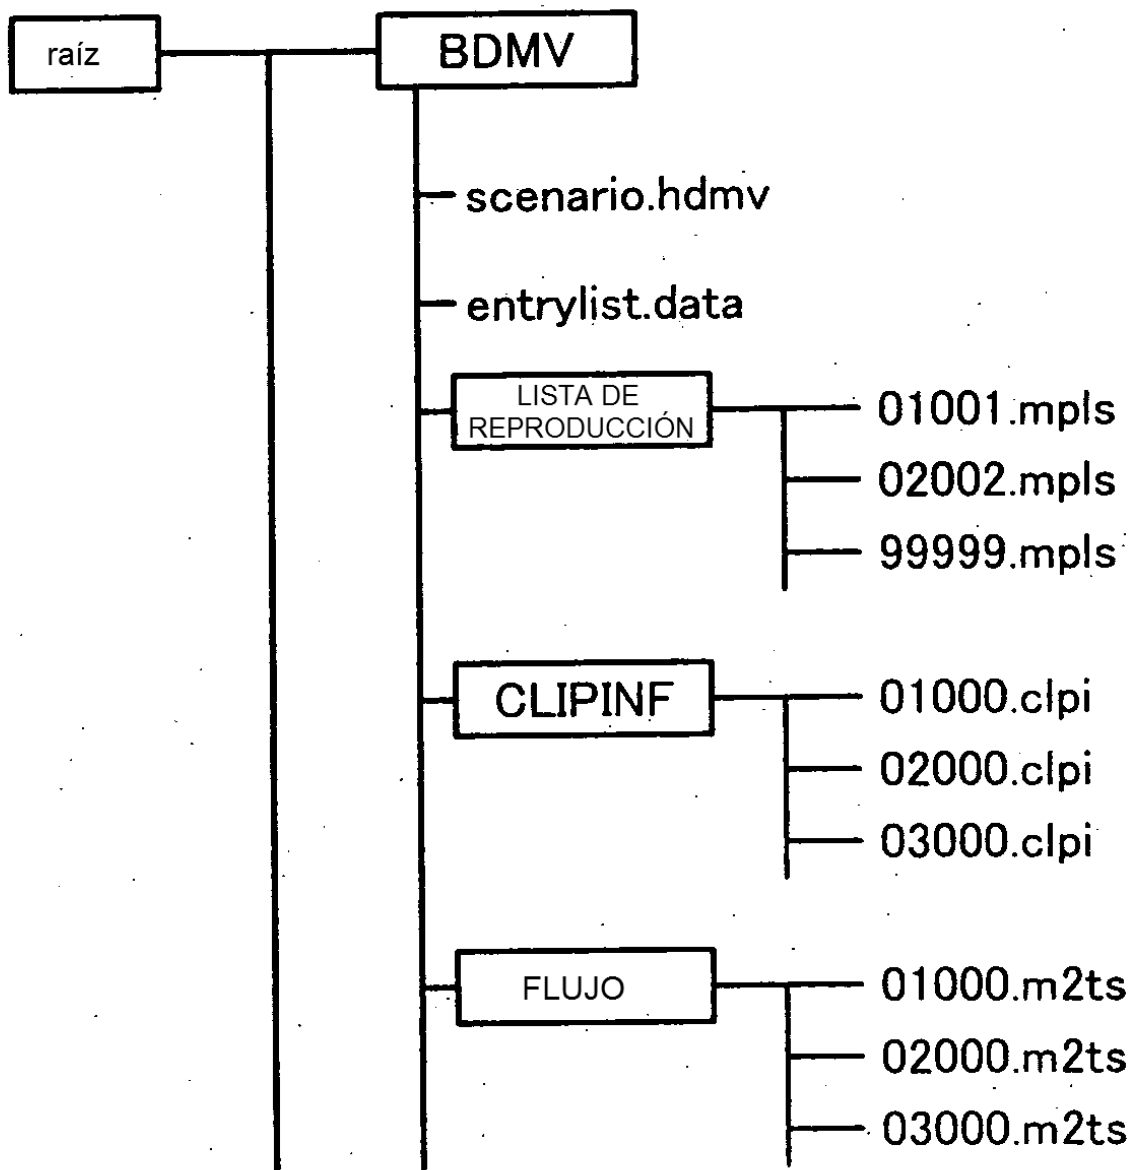 raíz
BDMV
scenario.hdmv
entrylist.data
LISTA DE
REPRODUCCIÓN
01001.mpls
02002.mpls
99999.mpls
CLIPINF
01000.clpi
02000.clpi
03000.clpi
FLUJO
01000.m2ts
02000.m2ts
03000.m2ts